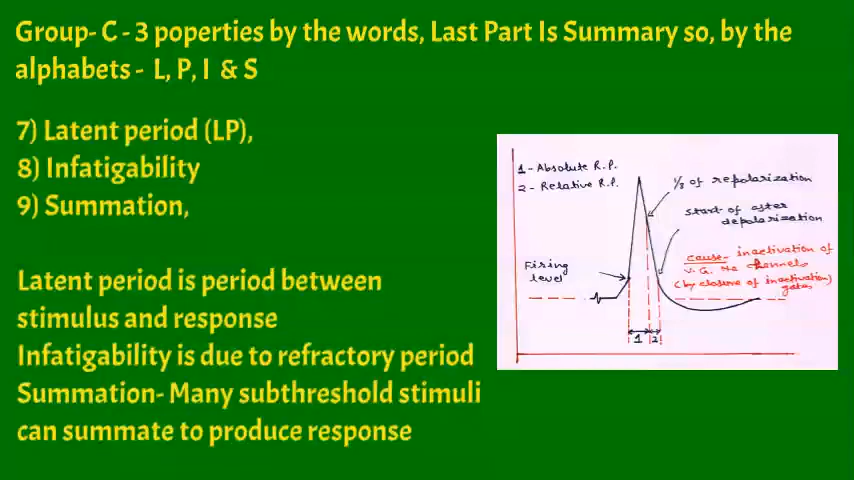 Group- C - 3 poperties by the words, Last Part Is Summary so, by the
alphabets - L, P, I & S
7) Latent period (LP),
8) Infatigability
9) Summation,
Latent period is period between
stimulus and response
Infatigability is due to refractory period
Summation- Many subthreshold stimuli
can summate to produce response
1 - Absolute R.P.
2 - Relative R.P.
1/3 of repolarization
start of after
depolarization
cause- inactivation of
V.G. Na channels
(by closure of inactivation)
gates
Firing
level
1 2